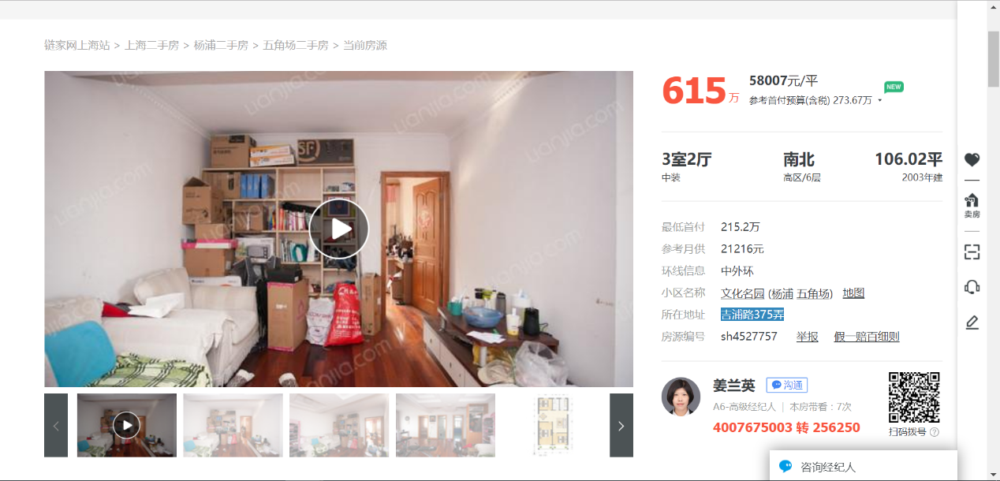 链家网上海站 > 上海二手房 > 杨浦二手房 > 五角场二手房 > 当前房源
lianjia.com
SF
615 万
58007元/平
参考首付预算(含税) 273.67万
NEW
3室2厅
中装
南北
高区/6层
106.02平
2003年建
最低首付 215.2万
参考月供 21216元
环线信息 中外环
小区名称 文化名园 (杨浦 五角场) 地图
所在地址 吉浦路375弄
房源编号 sh4527757 举报 假一赔百细则
姜兰英 沟通
A6-高级经纪人 | 本房带看：7次
4007675003 转 256250
扫码拨号 ?
卖房
咨询经纪人